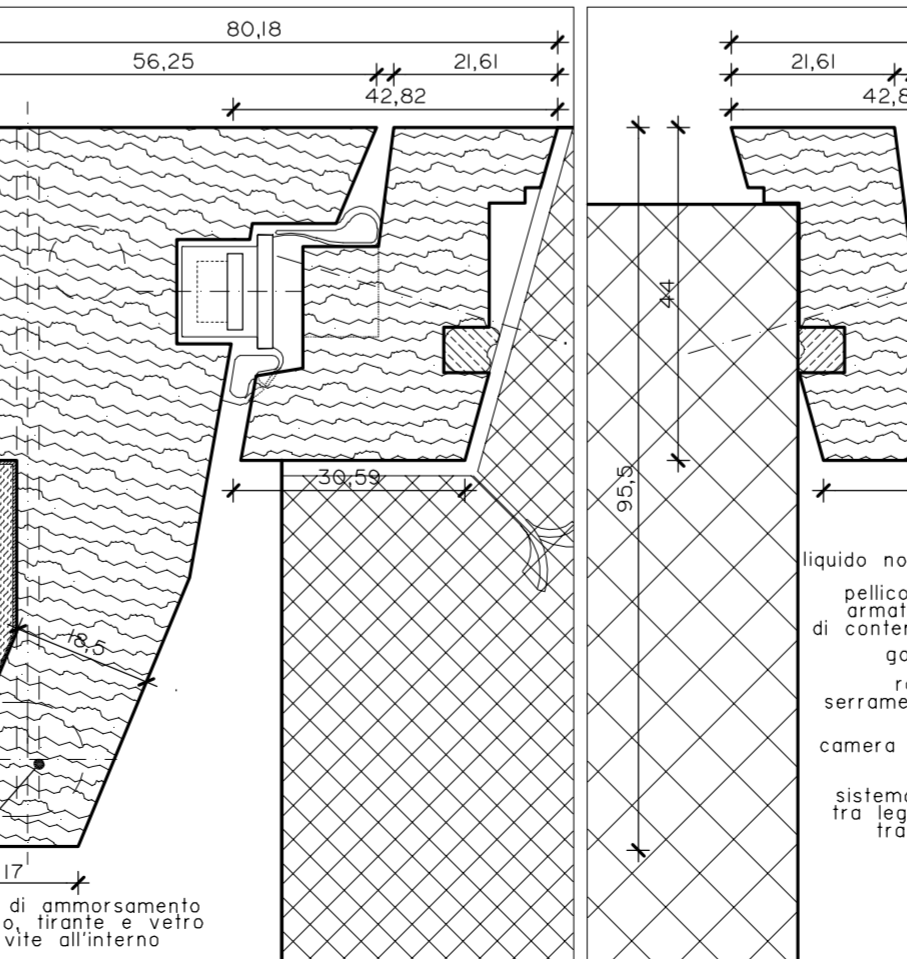 80,18
56,25
21,61
42,82
30,59
18,5
17
di ammorsamento
o, tirante e vetro
vite all'interno
21,61
42,8
44
95,5
liquido no
pellico
armat
di conter
ga
serrame
camera
sistema
tra leg
tra